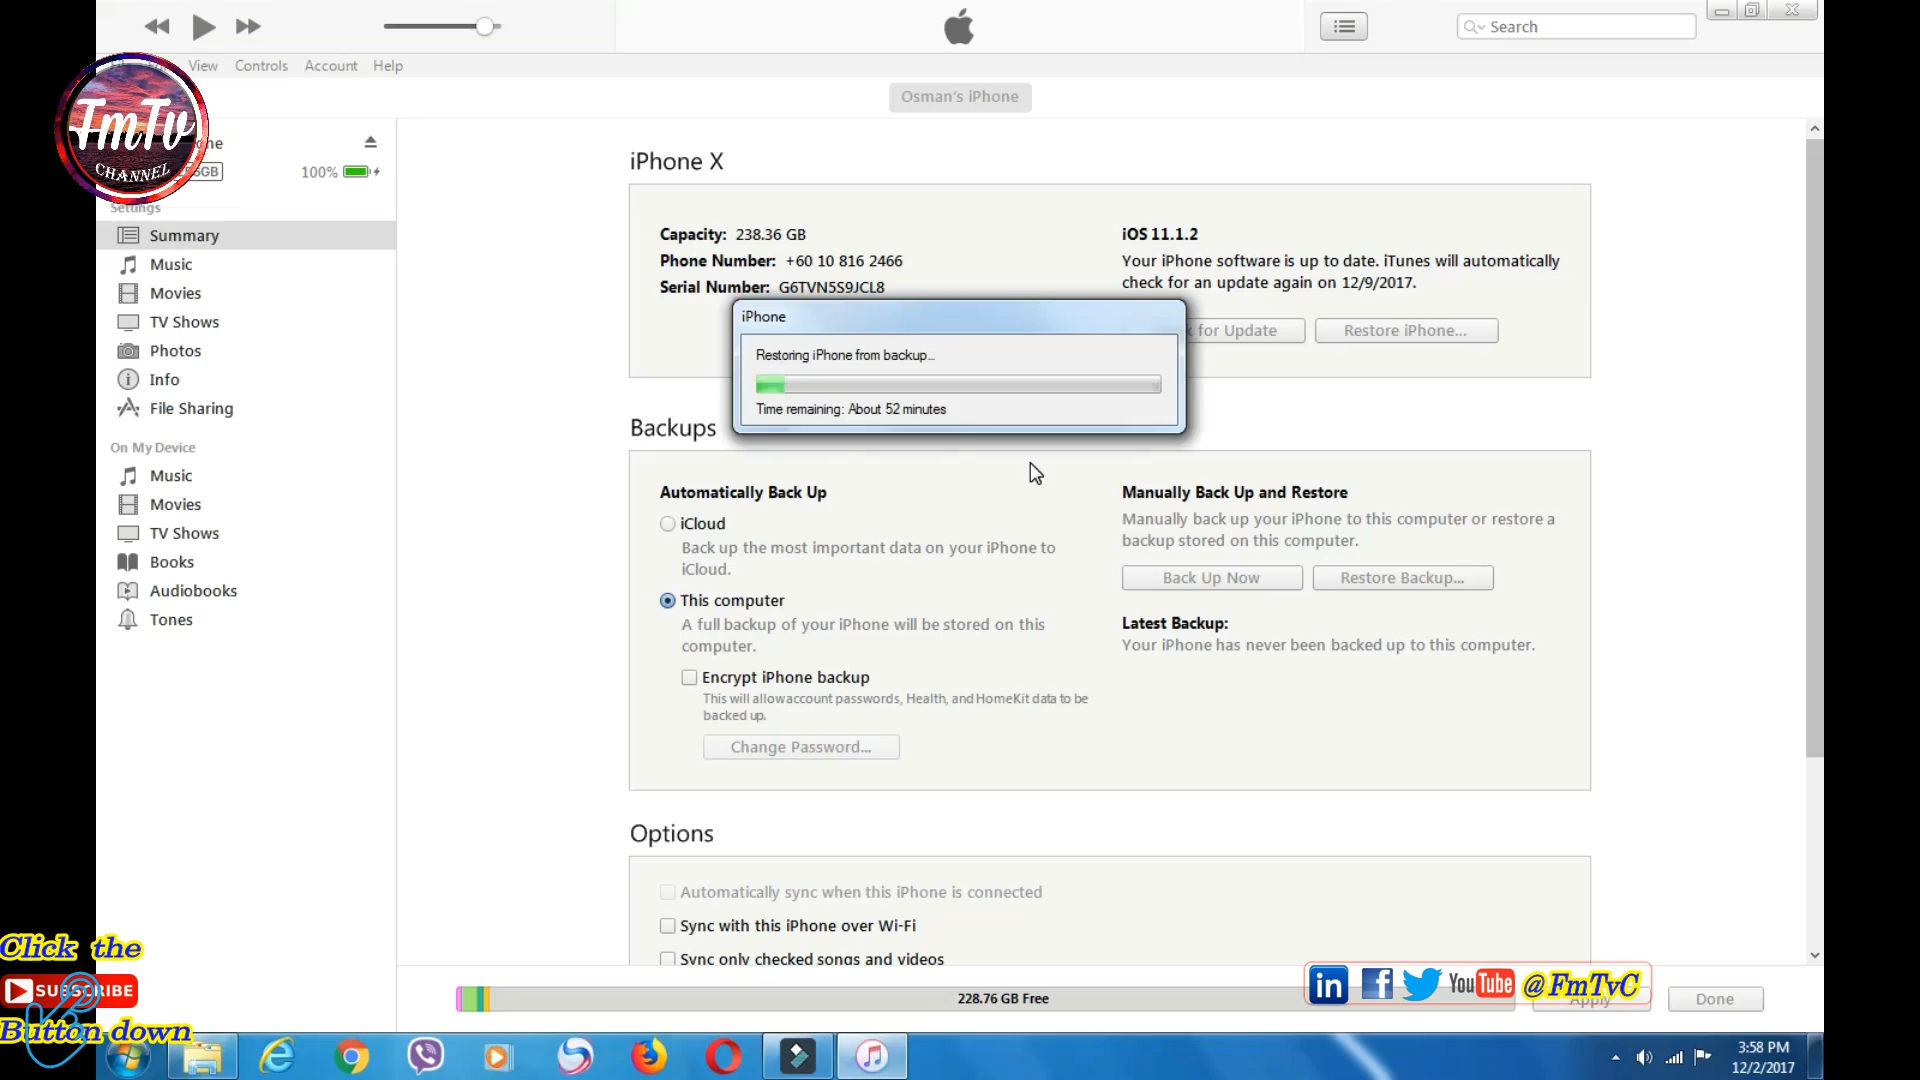 Search
View Controls Account Help
Osman's iPhone
FmTv
CHANNEL
100%
Settings
Summary
Music
Movies
TV Shows
Photos
Info
File Sharing
On My Device
Music
Movies
TV Shows
Books
Audiobooks
Tones
iPhone X
Capacity: 238.36 GB
Phone Number: +60 10 816 2466
Serial Number: G6TVN5S9JCL8
iOS 11.1.2
Your iPhone software is up to date. iTunes will automatically
check for an update again on 12/9/2017.
for Update
Restore iPhone...
iPhone
Restoring iPhone from backup...
Time remaining: About 52 minutes
Backups
Automatically Back Up
iCloud
Back up the most important data on your iPhone to
iCloud.
This computer
A full backup of your iPhone will be stored on this
computer.
Encrypt iPhone backup
This will allow account passwords, Health, and HomeKit data to be
backed up.
Change Password...
Manually Back Up and Restore
Manually back up your iPhone to this computer or restore a
backup stored on this computer.
Back Up Now
Restore Backup...
Latest Backup:
Your iPhone has never been backed up to this computer.
Options
Automatically sync when this iPhone is connected
Sync with this iPhone over Wi-Fi
Sync only checked songs and videos
228.76 GB Free
Apply
Done
Click the
SUBSCRIBE
Button down
in
f
YouTube
@FmTvC
3:58 PM
12/2/2017